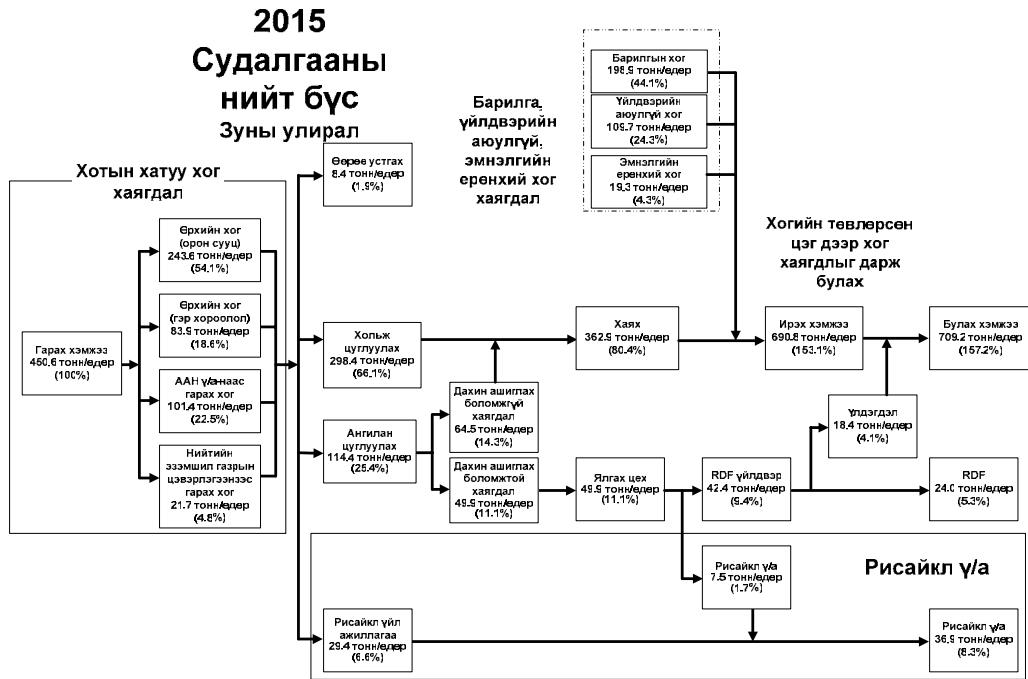 2015
Судалгааны
нийт бүс
Зуны улирал
Барилга,
үйлдвэрийн
аюулгүй,
эмнэлгийн
ерөнхий хог
хаягдал
Барилгын хог
198.9 тонн/өдөр
(44.1%)
Үйлдвэрийн
аюулгүй хог
109.7 тонн/өдөр
(24.3%)
Эмнэлгийн
ерөнхий хог
19.3 тонн/өдөр
(4.3%)
Хотын хатуу хог
хаягдал
Өөрөө устгах
8.4 тонн/өдөр
(1.9%)
Хогийн төвлөрсөн
цэг дээр хог
хаягдлыг дарж
булах
Гарах хэмжээ
450.6 тонн/өдөр
(100%)
Өрхийн хог
(орон сууц)
243.6 тонн/өдөр
(54.1%)
Өрхийн хог
(гэр хороолол)
83.9 тонн/өдөр
(18.6%)
ААН ү/а-наас
гарах хог
101.4 тонн/өдөр
(22.5%)
Нийтийн
эзэмшил газрын
цэвэрлэгээнээс
гарах хог
21.7 тонн/өдөр
(4.8%)
Хольж
цуглуулах
298.4 тонн/өдөр
(66.1%)
Хаях
362.9 тонн/өдөр
(80.4%)
Ирэх хэмжээ
690.8 тонн/өдөр
(153.1%)
Булах хэмжээ
709.2 тонн/өдөр
(157.2%)
Ангилан
цуглуулах
114.4 тонн/өдөр
(25.4%)
Дахин ашиглах
боломжгүй
хаягдал
64.5 тонн/өдөр
(14.3%)
Дахин ашиглах
боломжтой
хаягдал
49.9 тонн/өдөр
(11.1%)
Ялгах цех
49.9 тонн/өдөр
(11.1%)
RDF үйлдвэр
42.4 тонн/өдөр
(9.4%)
Үлдэгдэл
18.4 тонн/өдөр
(4.1%)
RDF
24.0 тонн/өдөр
(5.3%)
Рисайкл ү/а
Рисайкл ү/а
7.5 тонн/өдөр
(1.7%)
Рисайкл үйл
ажиллагаа
29.4 тонн/өдөр
(6.6%)
Рисайкл ү/а
36.9 тонн/өдөр
(8.3%)